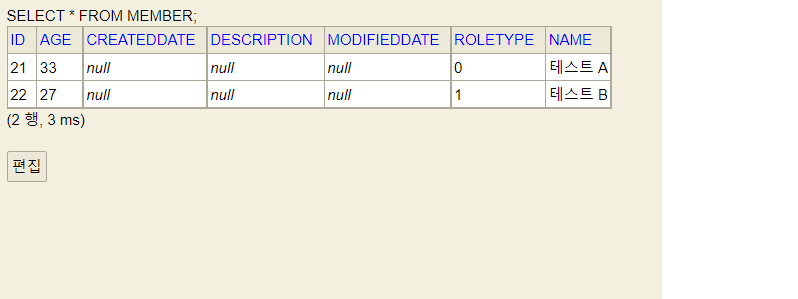 SELECT * FROM MEMBER;
ID AGE CREATEDDATE DESCRIPTION MODIFIEDDATE ROLETYPE NAME
21 33 null null null 0 테스트 A
22 27 null null null 1 테스트 B
(2 행, 3 ms)
편집